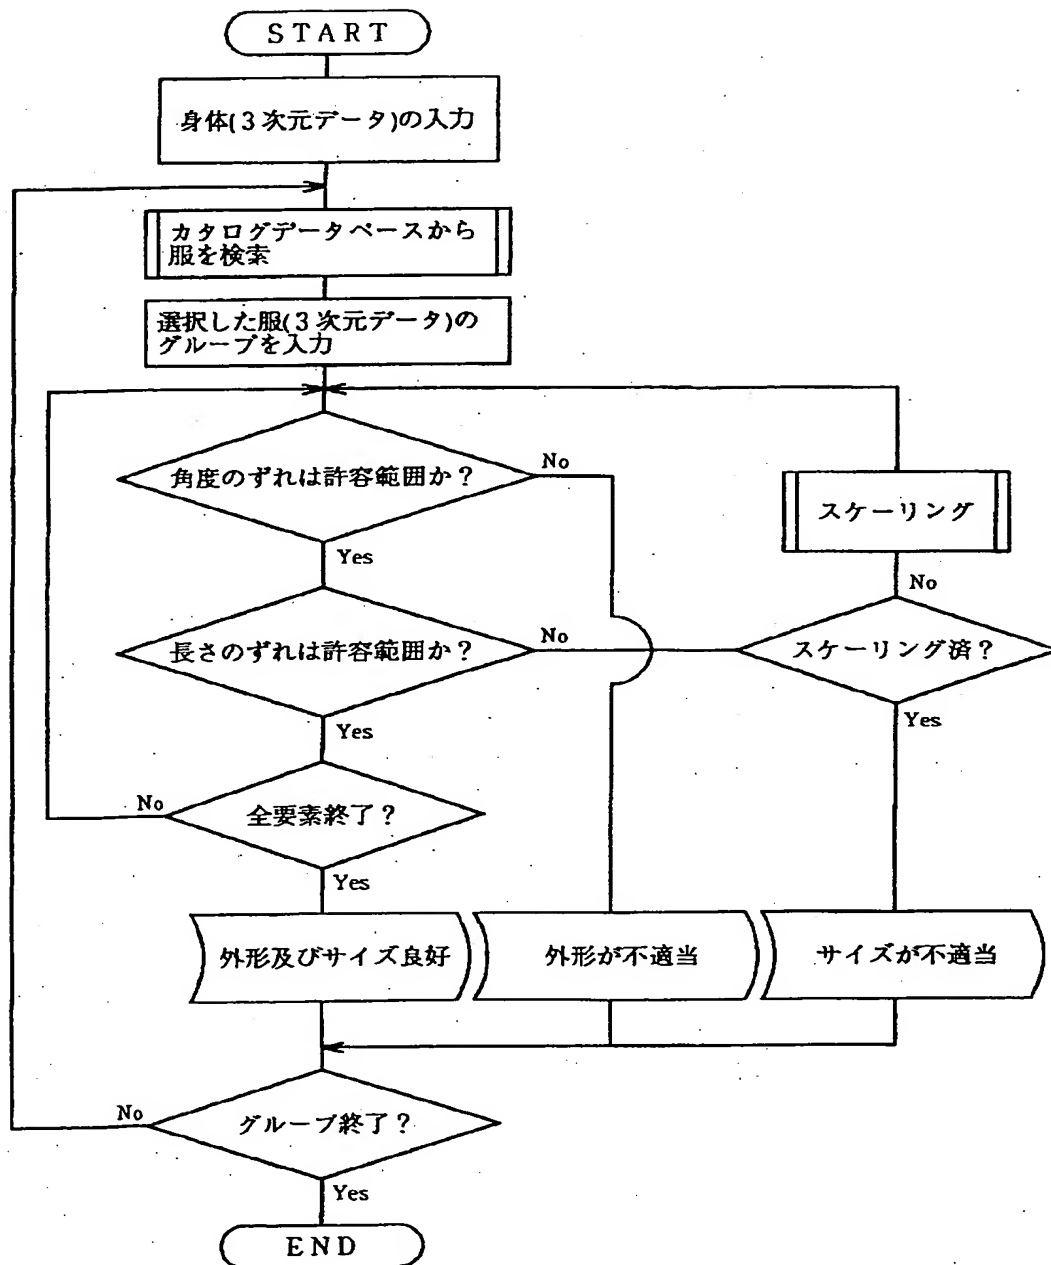 START
身体(3次元データ)の入力
カタログデータベースから
服を検索
選択した服(3次元データ)の
グループを入力
角度のずれは許容範囲か？
No
Yes
スケーリング
No
長さのずれは許容範囲か？
No
スケーリング済？
Yes
Yes
No
全要素終了？
Yes
外形及びサイズ良好
外形が不適当
サイズが不適当
No
グループ終了？
Yes
END